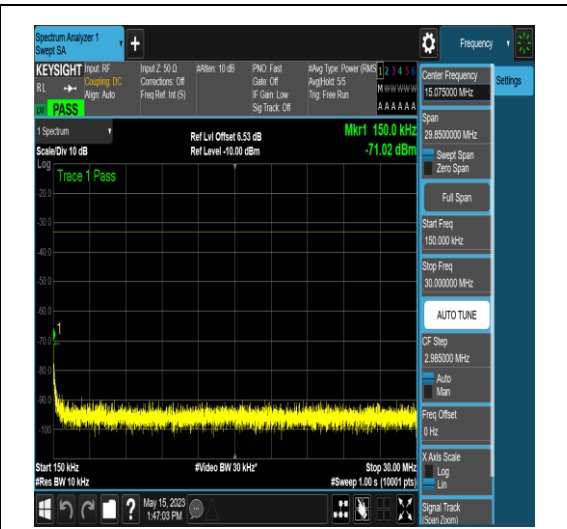 Spectrum Analyzer 1
Swept SA
+
Frequency
KEYSIGHT
RL
PASS
Input: RF
Coupling: DC
Align: Auto
Input Z: 50 Ω
Corrections: Off
Freq Ref: Int (S)
#Atten: 10 dB
PNO: Fast
Gate: Off
IF Gain: Low
Sig Track: Off
#Avg Type: Power (RMS
Avg|Hold: 5/5
Trig: Free Run
1 2 3 4 5 6
M W W W W W
A A A A A A
1 Spectrum
Scale/Div 10 dB
Ref Lvl Offset 6.53 dB
Ref Level -10.00 dBm
Mkr1 150.0 kHz
-71.02 dBm
Log
Trace 1 Pass
-20.0
-30.0
-40.0
-50.0
-60.0
-70.0
-80.0
-90.0
-100
1
Start 150 kHz
#Res BW 10 kHz
#Video BW 30 kHz*
Stop 30.00 MHz
#Sweep 1.00 s (10001 pts)
?
May 15, 2023
1:47:03 PM
Center Frequency
15.075000 MHz
Settings
Span
29.8500000 MHz
Swept Span
Zero Span
Full Span
Start Freq
150.000 kHz
Stop Freq
30.000000 MHz
AUTO TUNE
CF Step
2.985000 MHz
Auto
Man
Freq Offset
0 Hz
X Axis Scale
Log
Lin
Signal Track
(Span Zoom)